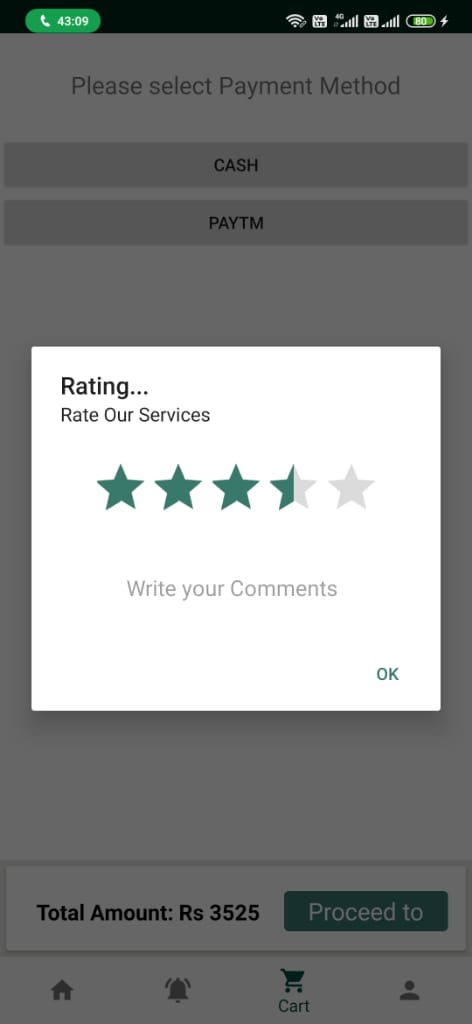 43:09
Vo LTE
4G
Vo LTE
80
Please select Payment Method
CASH
PAYTM
Rating...
Rate Our Services
Write your Comments
OK
Total Amount: Rs 3525
Proceed to
Cart